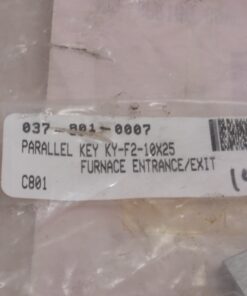 037-801-0007
PARALLEL KEY KY-F2-10X25
FURNACE ENTRANCE/EXIT
C801